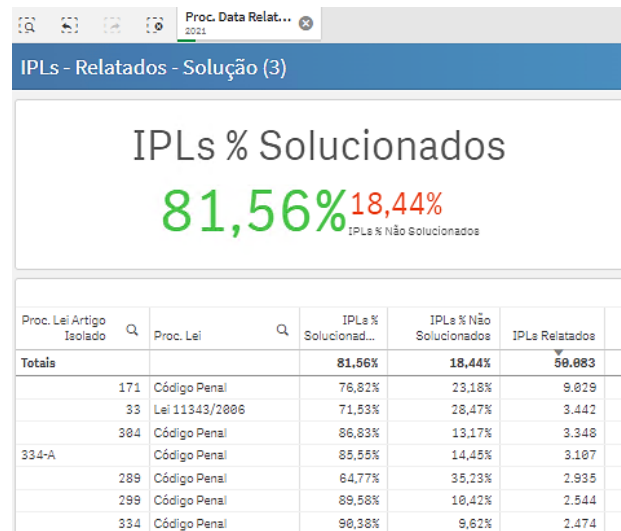 Proc. Data Relat...
2021
IPLs - Relatados - Solução (3)
IPLs % Solucionados
81,56% 18,44%
IPLs % Não Solucionados
Proc. Lei Artigo Isolado Proc. Lei IPLs % Solucionad... IPLs % Não Solucionados IPLs Relatados
Totais 81,56% 18,44% 50.083
171 Código Penal 76,82% 23,18% 9.029
33 Lei 11343/2006 71,53% 28,47% 3.442
304 Código Penal 86,83% 13,17% 3.348
334-A Código Penal 85,55% 14,45% 3.107
289 Código Penal 64,77% 35,23% 2.935
299 Código Penal 89,58% 10,42% 2.544
334 Código Penal 90,38% 9,62% 2.474